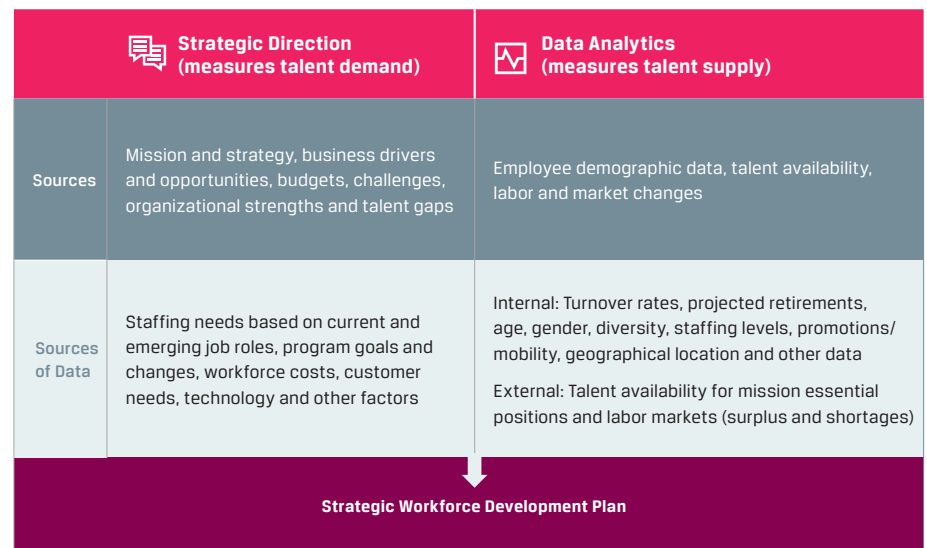 Strategic Direction
(measures talent demand)
Data Analytics
(measures talent supply)
Sources
Mission and strategy, business drivers
and opportunities, budgets, challenges,
organizational strengths and talent gaps
Employee demographic data, talent availability,
labor and market changes
Sources
of Data
Staffing needs based on current and
emerging job roles, program goals and
changes, workforce costs, customer
needs, technology and other factors
Internal: Turnover rates, projected retirements,
age, gender, diversity, staffing levels, promotions/
mobility, geographical location and other data
External: Talent availability for mission essential
positions and labor markets (surplus and shortages)
Strategic Workforce Development Plan